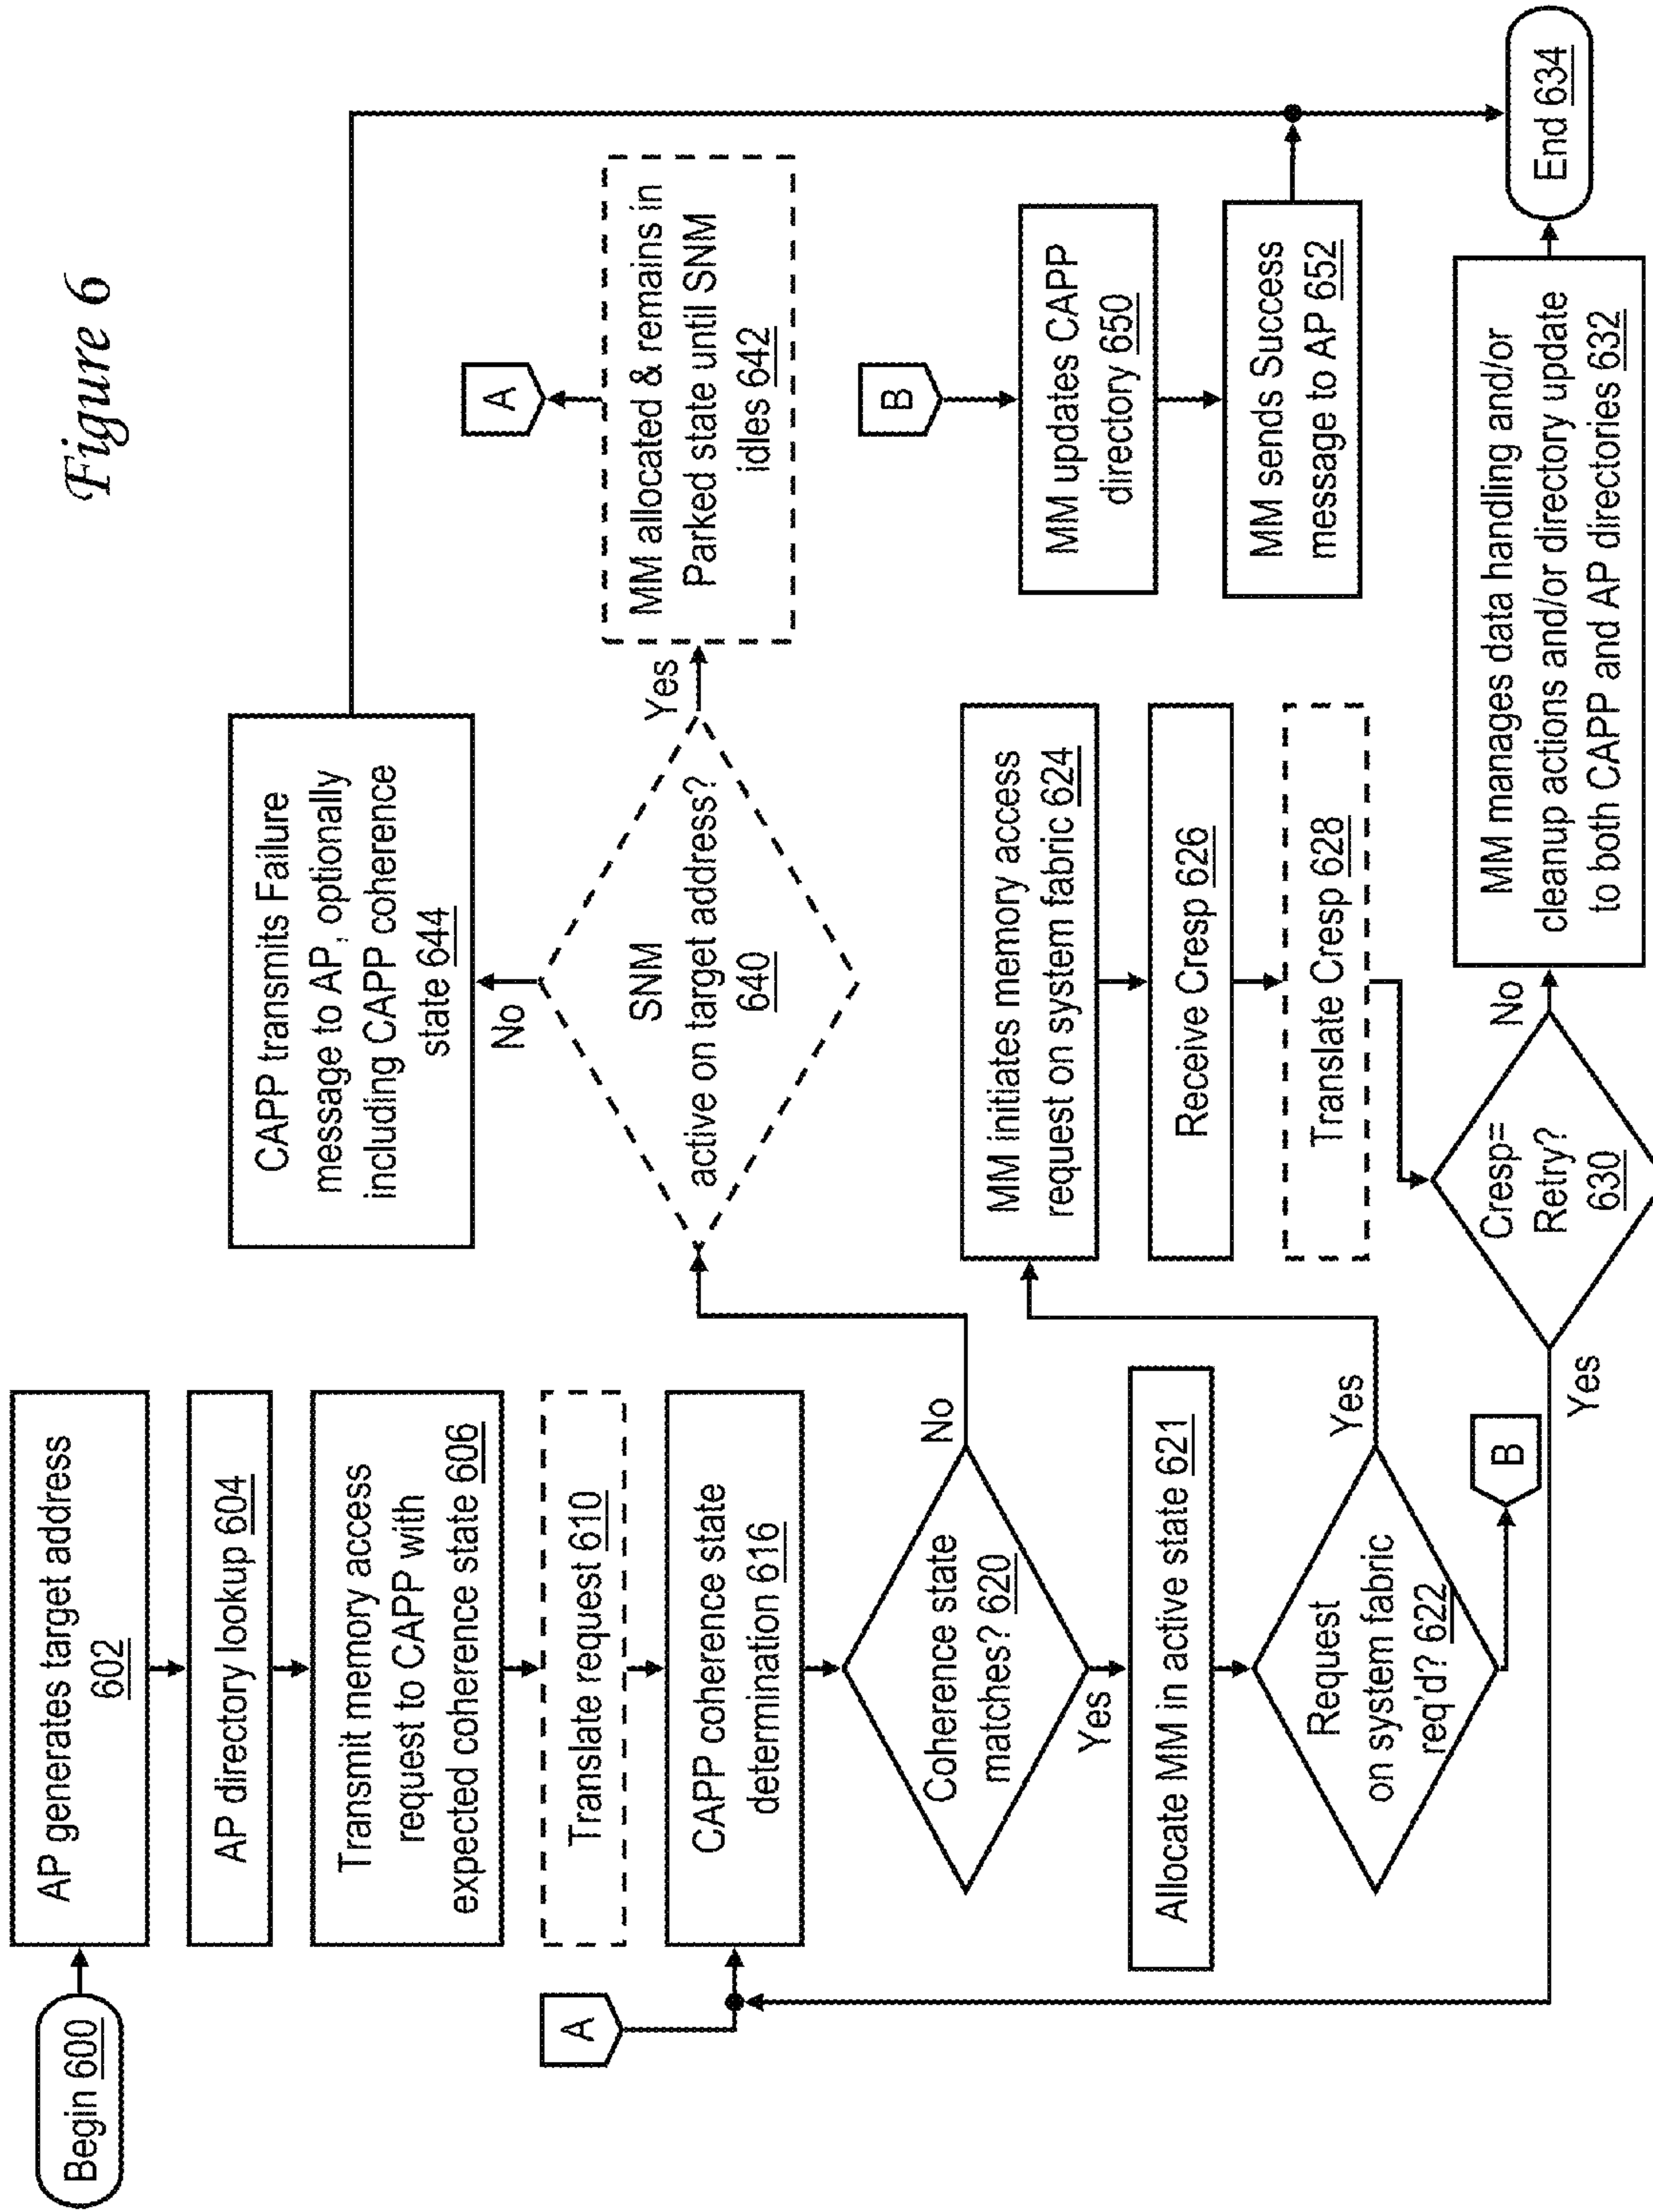 Figure 6
Begin 600
AP generates target address
602
AP directory lookup 604
Transmit memory access
request to CAPP with
expected coherence state 606
Translate request 610
A
CAPP coherence state
determination 616
Coherence state
matches? 620
No
Yes
Allocate MM in active state 621
Request
on system fabric
req'd? 622
Yes
B
CAPP transmits Failure
message to AP, optionally
including CAPP coherence
state 644
No
SNM
active on target address?
640
Yes
MM allocated & remains in
Parked state until SNM
idles 642
A
MM initiates memory access
request on system fabric 624
Receive Cresp 626
Translate Cresp 628
Cresp=
Retry?
630
Yes
No
B
MM updates CAPP
directory 650
MM sends Success
message to AP 652
MM manages data handling and/or
cleanup actions and/or directory update
to both CAPP and AP directories 632
End 634